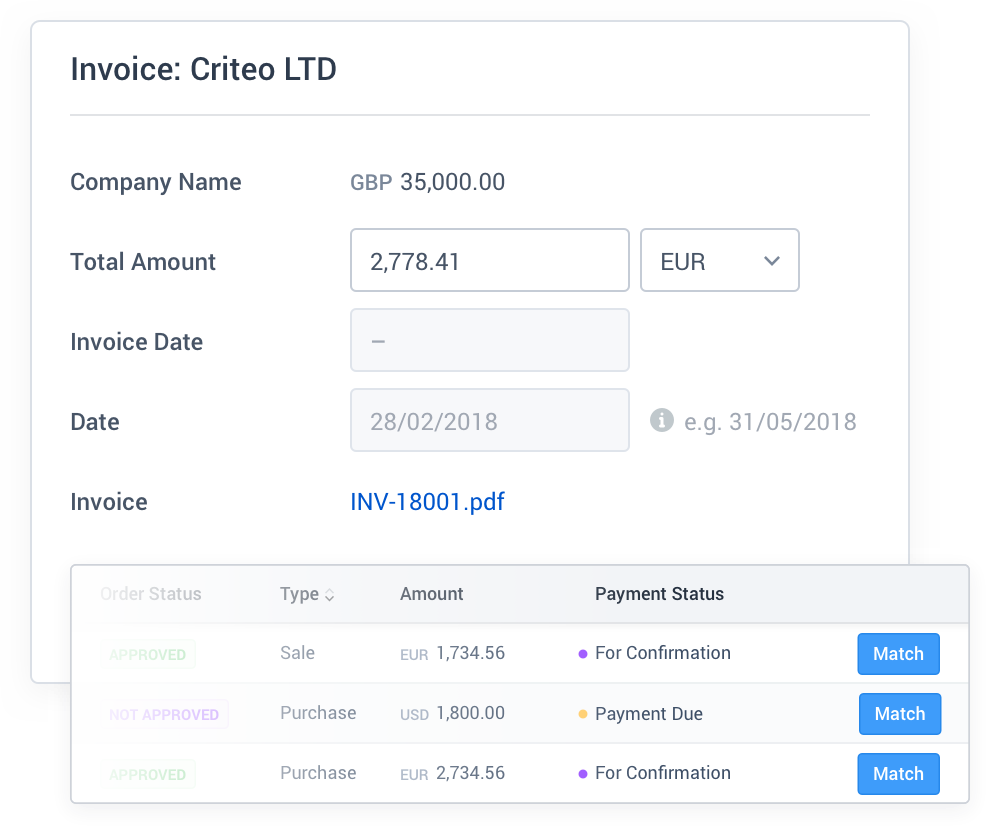 Invoice: Criteo LTD
Company Name GBP 35,000.00
Total Amount 2,778.41 EUR
Invoice Date –
Date 28/02/2018 e.g. 31/05/2018
Invoice INV-18001.pdf
Order Status Type Amount Payment Status
APPROVED Sale EUR 1,734.56 For Confirmation Match
NOT APPROVED Purchase USD 1,800.00 Payment Due Match
APPROVED Purchase EUR 2,734.56 For Confirmation Match